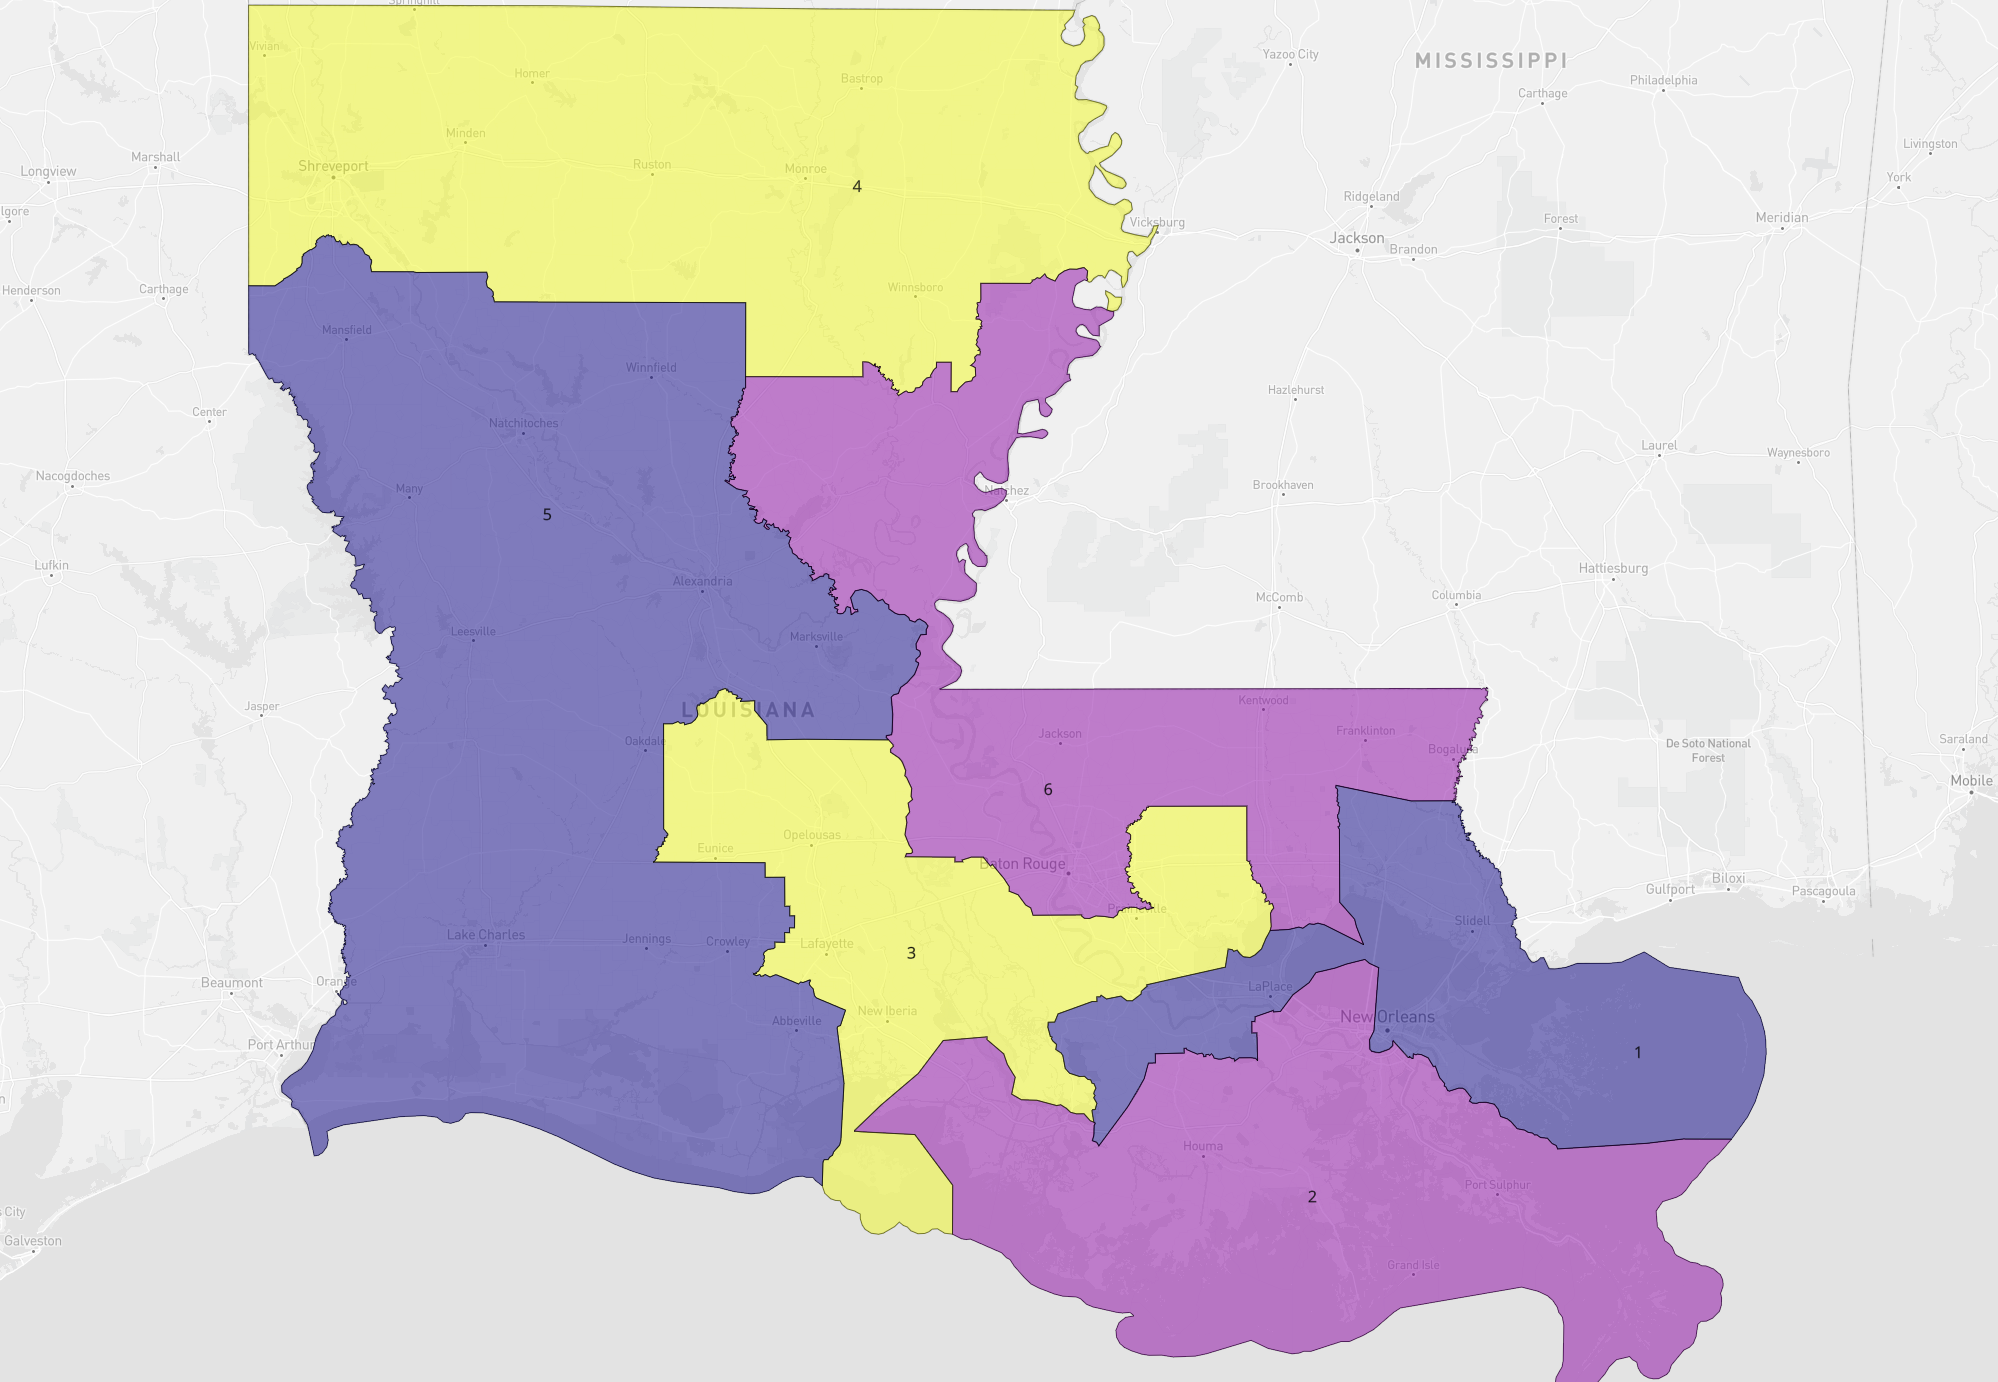 Springhill
Vivian
Homer
Bastrop
Yazoo City
MISSISSIPPI
Philadelphia
Carthage
Minden
Livingston
Longview
Marshall
Shreveport
Ruston
Monroe
4
Ridgeland
York
Vicksburg
Forest
Meridian
Jackson
Brandon
Henderson
Carthage
Winnsboro
Mansfield
Winnfield
Hazlehurst
Center
Natchitoches
Laurel
Waynesboro
Nacogdoches
Many
Natchez
Brookhaven
5
Lufkin
Alexandria
Hattiesburg
McComb
Columbia
Leesville
Marksville
Jasper
LOUISIANA
Kentwood
Oakdale
Jackson
Franklinton
Bogalusa
De Soto National
Forest
Saraland
Mobile
6
Opelousas
Eunice
Baton Rouge
Biloxi
Gulfport
Pascagoula
Prairieville
Slidell
Lake Charles
Jennings
Crowley
Lafayette
3
Beaumont
Orange
LaPlace
New Iberia
Abbeville
New Orleans
Port Arthur
1
Houma
Port Sulphur
2
City
Galveston
Grand Isle